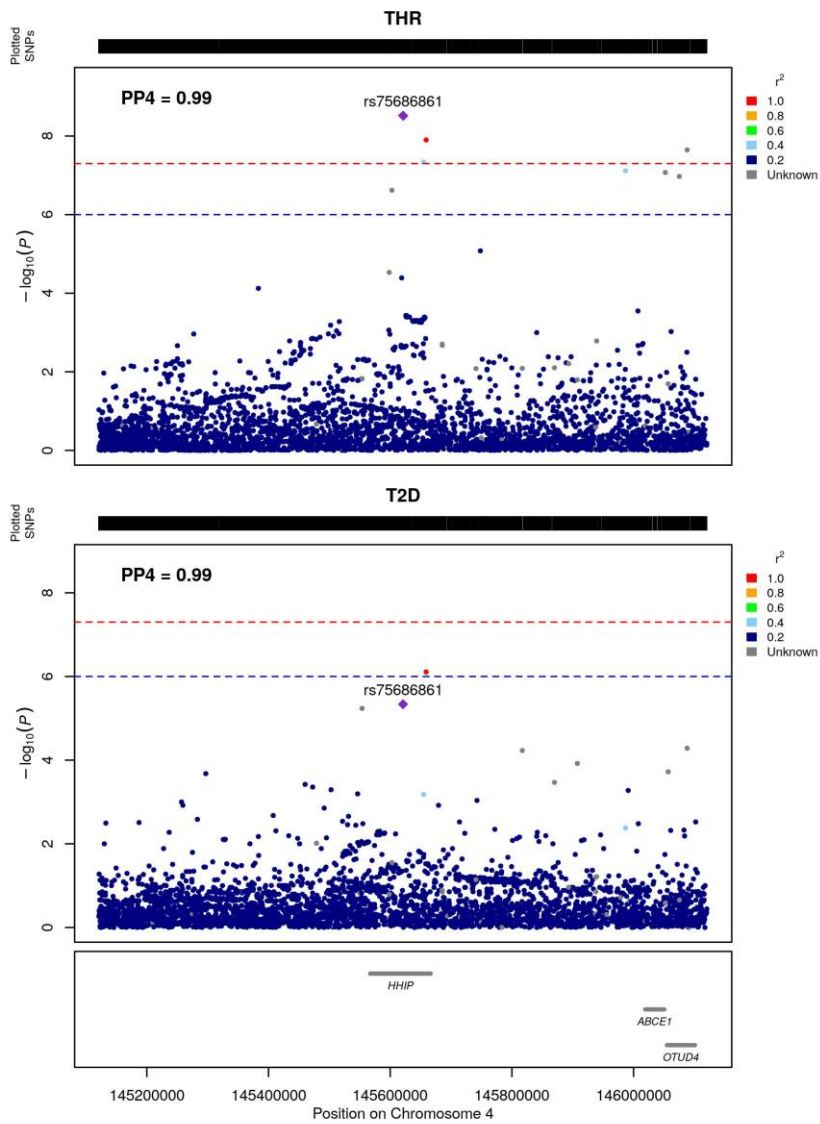 THR
Plotted
SNPs
PP4 = 0.99
rs75686861
− log10(P)
8
6
4
2
0
r2
1.0
0.8
0.6
0.4
0.2
Unknown
T2D
Plotted
SNPs
PP4 = 0.99
rs75686861
− log10(P)
8
6
4
2
0
r2
1.0
0.8
0.6
0.4
0.2
Unknown
HHIP
ABCE1
OTUD4
145200000 145400000 145600000 145800000 146000000
Position on Chromosome 4